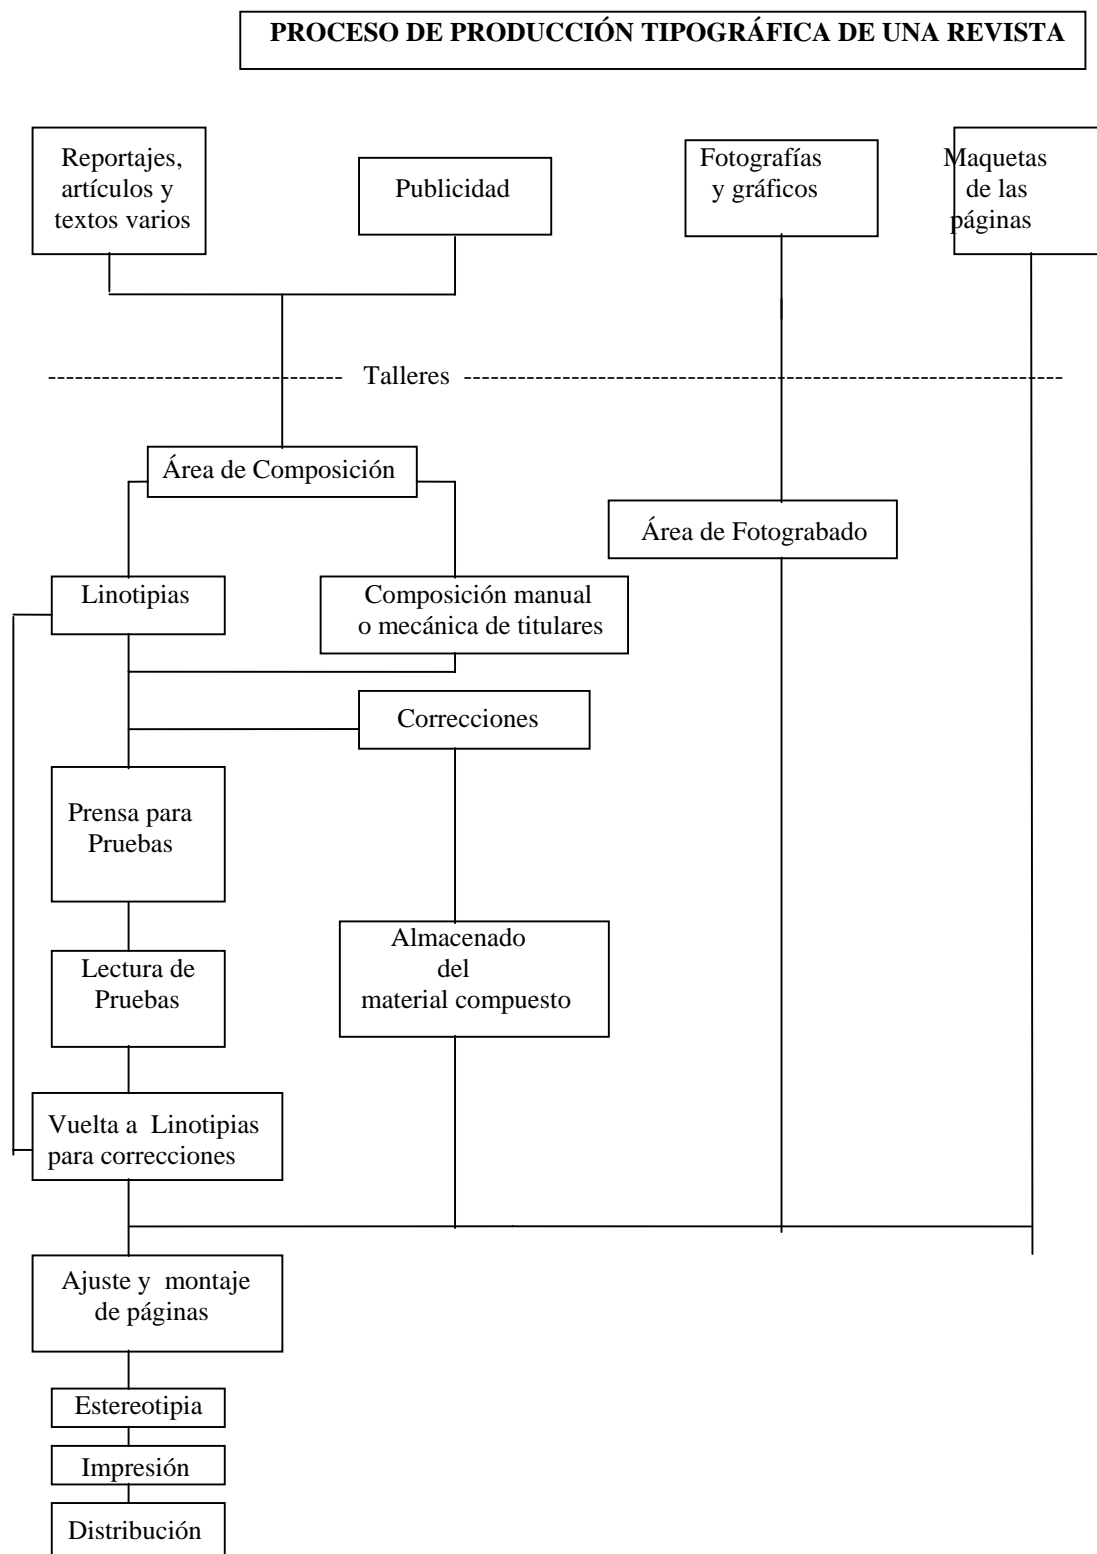 PROCESO DE PRODUCCIÓN TIPOGRÁFICA DE UNA REVISTA
Reportajes,
artículos y
textos varios
Publicidad
Fotografías
y gráficos
Maquetas
de las
páginas
Talleres
Área de Composición
Área de Fotograbado
Linotipias
Composición manual
o mecánica de titulares
Correcciones
Prensa para
Pruebas
Lectura de
Pruebas
Almacenado
del
material compuesto
Vuelta a Linotipias
para correcciones
Ajuste y montaje
de páginas
Estereotipia
Impresión
Distribución